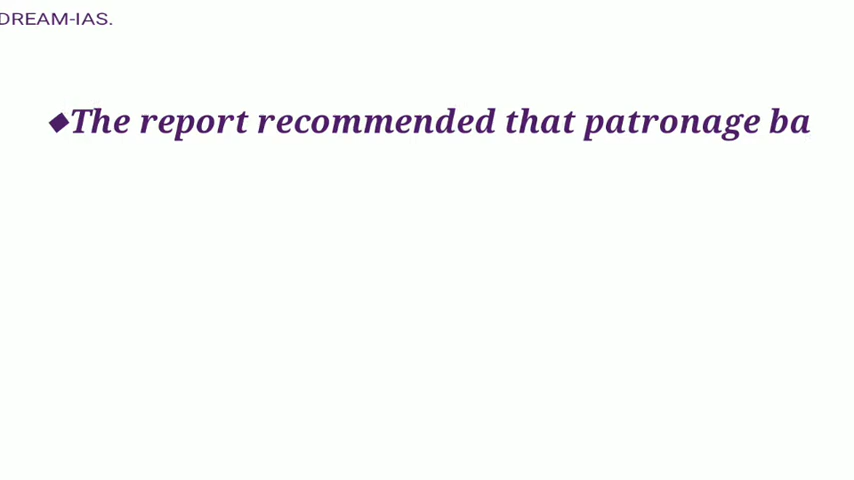 DREAM-IAS.
◆The report recommended that patronage ba